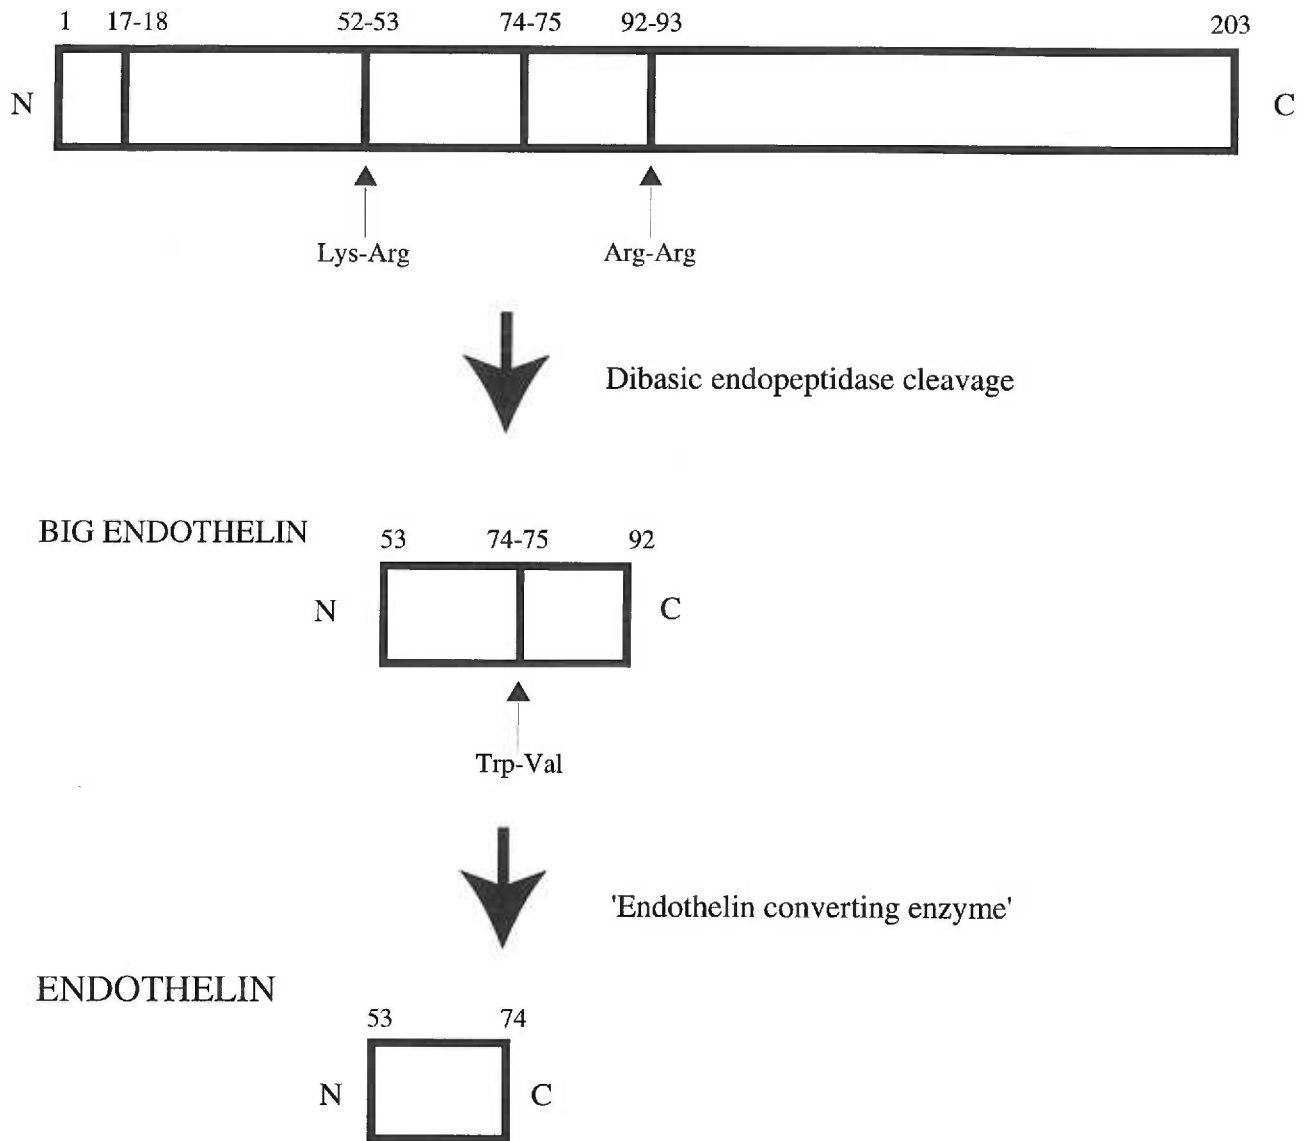 1 17-18 52-53 74-75 92-93 203
N C
Lys-Arg Arg-Arg
Dibasic endopeptidase cleavage
BIG ENDOTHELIN
53 74-75 92
N C
Trp-Val
'Endothelin converting enzyme'
ENDOTHELIN
53 74
N C